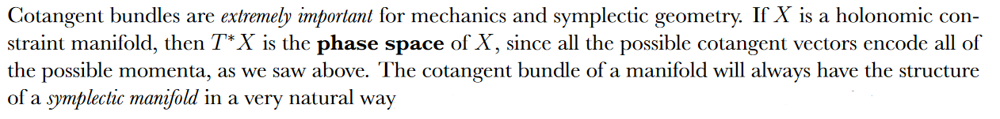 Cotangent bundles are extremely important for mechanics and symplectic geometry. If X is a holonomic con-
straint manifold, then T*X is the phase space of X, since all the possible cotangent vectors encode all of
the possible momenta, as we saw above. The cotangent bundle of a manifold will always have the structure
of a symplectic manifold in a very natural way